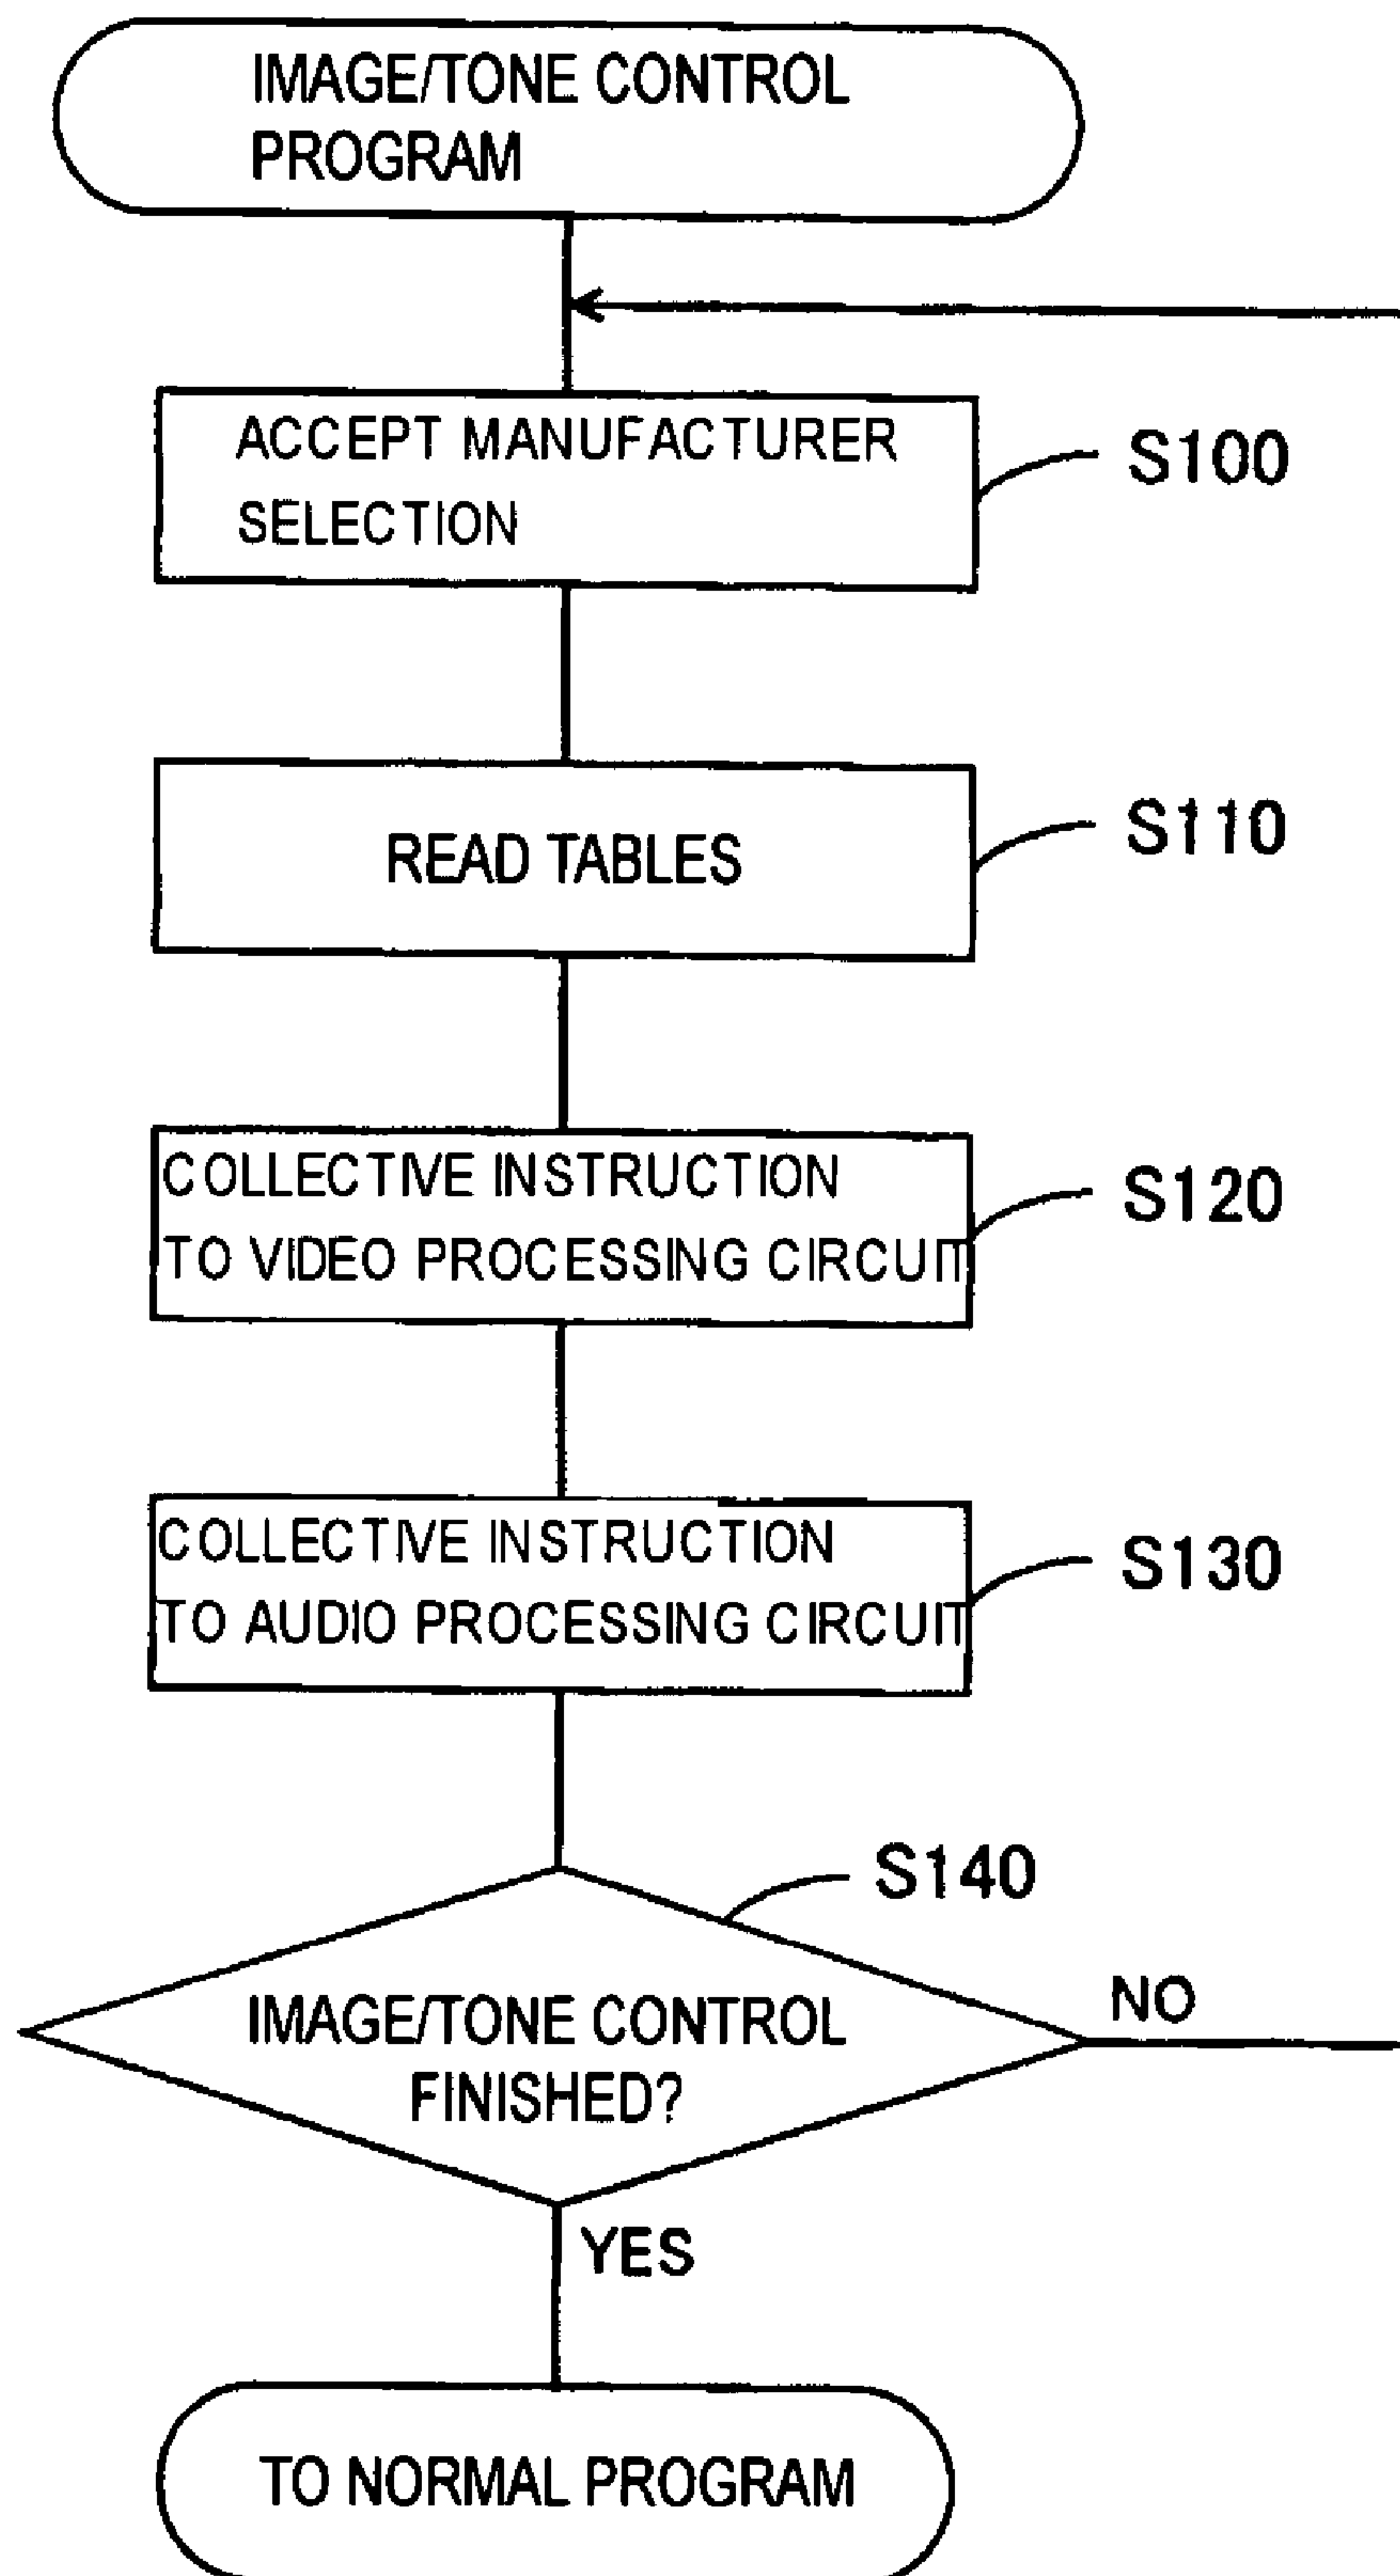 IMAGE/TONE CONTROL
PROGRAM
ACCEPT MANUFACTURER
SELECTION
S100
READ TABLES
S110
COLLECTIVE INSTRUCTION
TO VIDEO PROCESSING CIRCUIT
S120
COLLECTIVE INSTRUCTION
TO AUDIO PROCESSING CIRCUIT
S130
S140
IMAGE/TONE CONTROL
FINISHED?
NO
YES
TO NORMAL PROGRAM